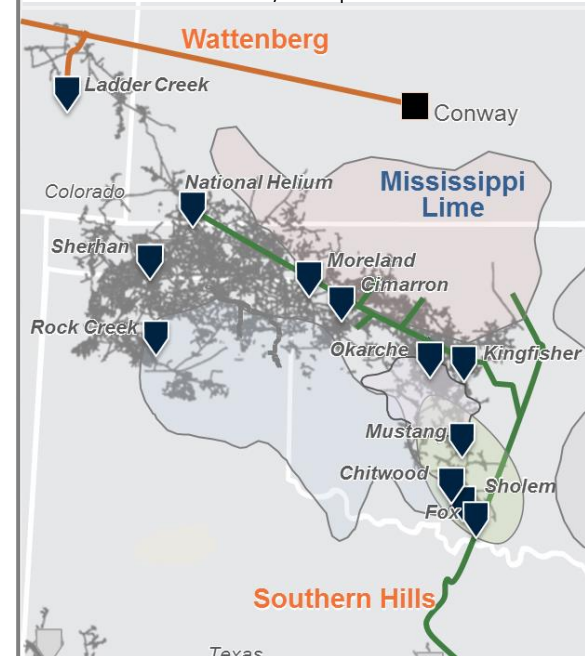 Wattenberg
Ladder Creek
Conway
National Helium
Mississippi
Lime
Colorado
Sherhan
Moreland
Cimarron
Rock Creek
Okarche
Kingfisher
Mustang
Chitwood
Sholem
Fox
Southern Hills
Texas